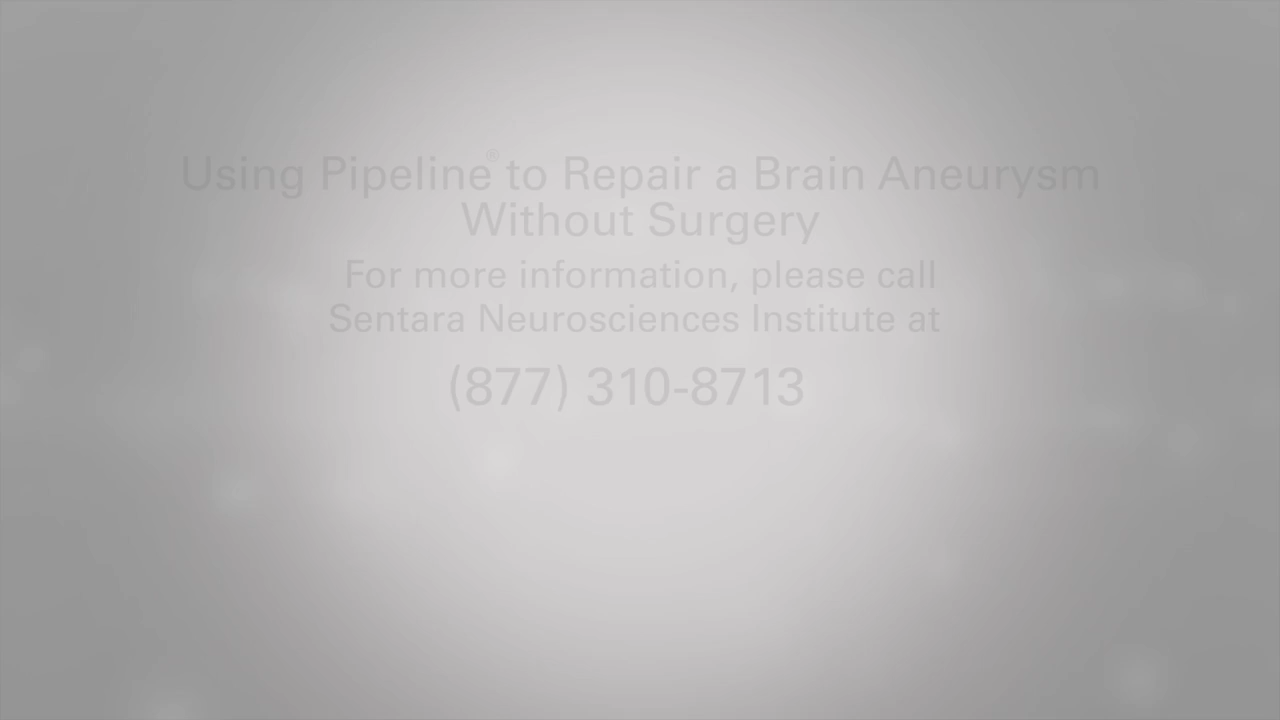 Using Pipeline® to Repair a Brain Aneurysm
Without Surgery
For more information, please call
Sentara Neurosciences Institute at
(877) 310-8713